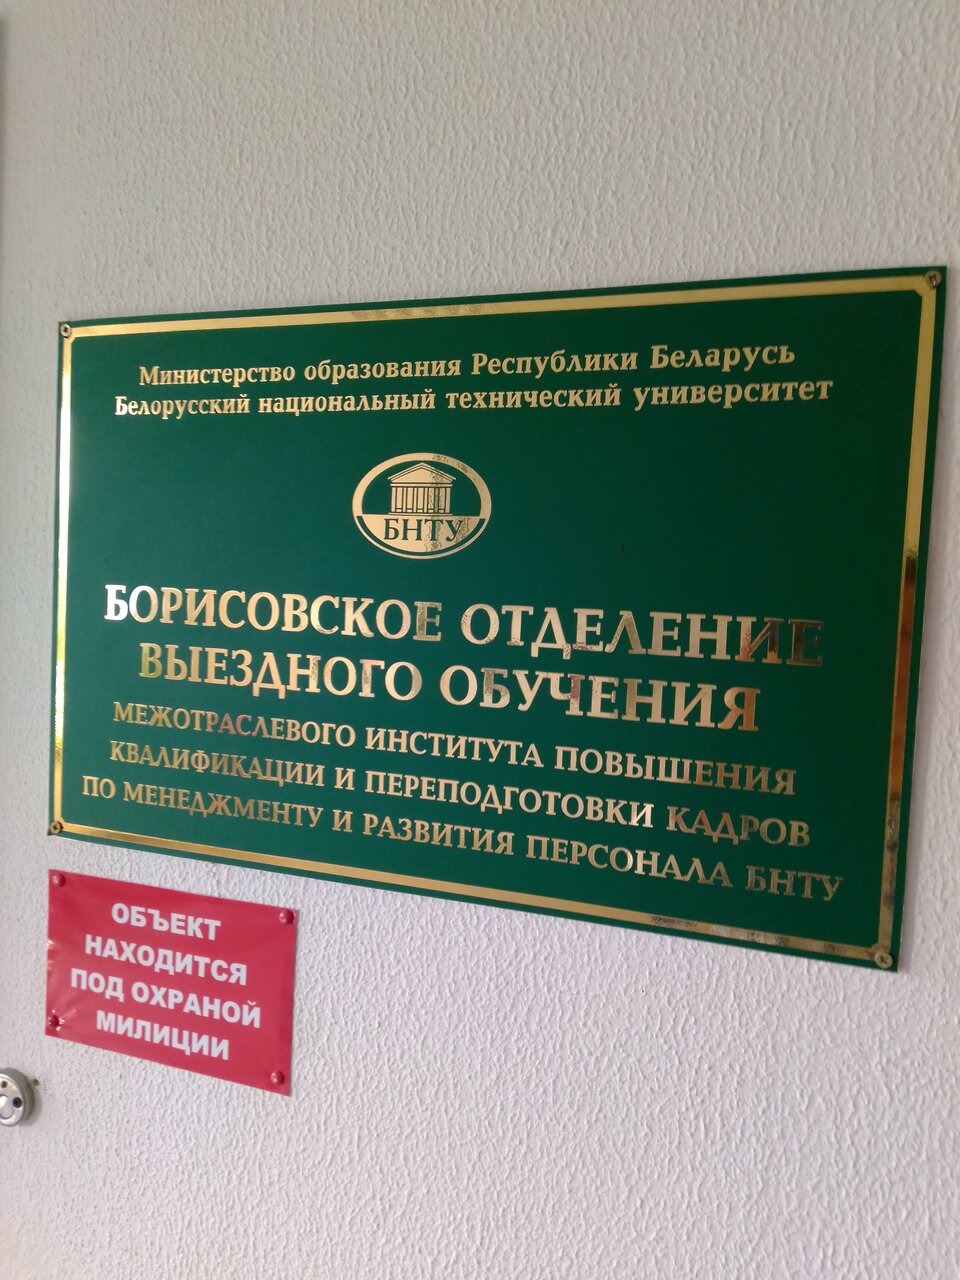 Министерство образования Республики Беларусь
Белорусский национальный технический университет
БНТУ
БОРИСОВСКОЕ ОТДЕЛЕНИЕ
ВЫЕЗДНОГО ОБУЧЕНИЯ
МЕЖОТРАСЛЕВОГО ИНСТИТУТА ПОВЫШЕНИЯ
КВАЛИФИКАЦИИ И ПЕРЕПОДГОТОВКИ КАДРОВ
ПО МЕНЕДЖМЕНТУ И РАЗВИТИЯ ПЕРСОНАЛА БНТУ
ОБЪЕКТ
НАХОДИТСЯ
ПОД ОХРАНОЙ
МИЛИЦИИ